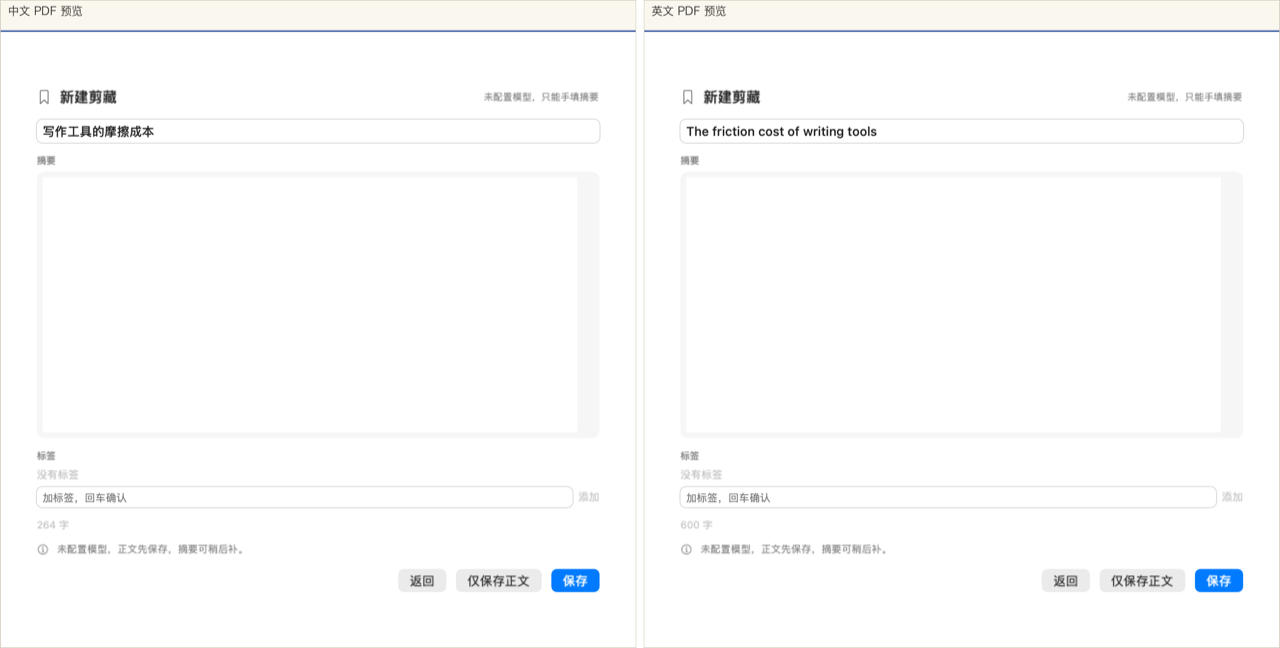 中文 PDF 预览
新建剪藏
未配置模型，只能手填摘要
写作工具的摩擦成本
摘要
标签
没有标签
加标签，回车确认
添加
264 字
未配置模型，正文先保存，摘要可稍后补。
返回
仅保存正文
保存
英文 PDF 预览
新建剪藏
未配置模型，只能手填摘要
The friction cost of writing tools
摘要
标签
没有标签
加标签，回车确认
添加
600 字
未配置模型，正文先保存，摘要可稍后补。
返回
仅保存正文
保存